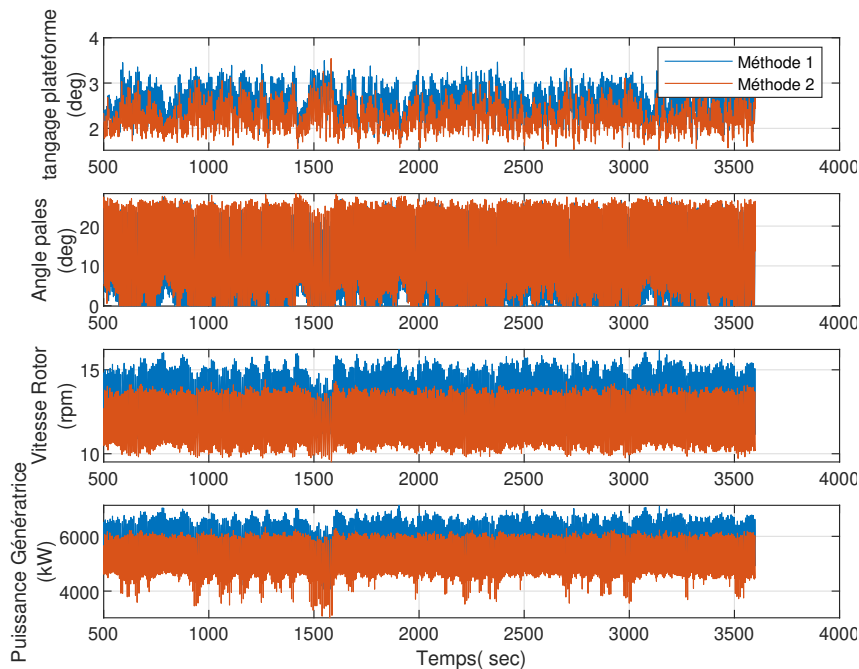 tangage plateforme
(deg)
4
3
2
Méthode 1
Méthode 2
500 1000 1500 2000 2500 3000 3500 4000
Angle pales
(deg)
20
10
0
500 1000 1500 2000 2500 3000 3500 4000
Vitesse Rotor
(rpm)
15
10
500 1000 1500 2000 2500 3000 3500 4000
Puissance Génératrice
(kW)
6000
4000
500 1000 1500 2000 2500 3000 3500 4000
Temps( sec)